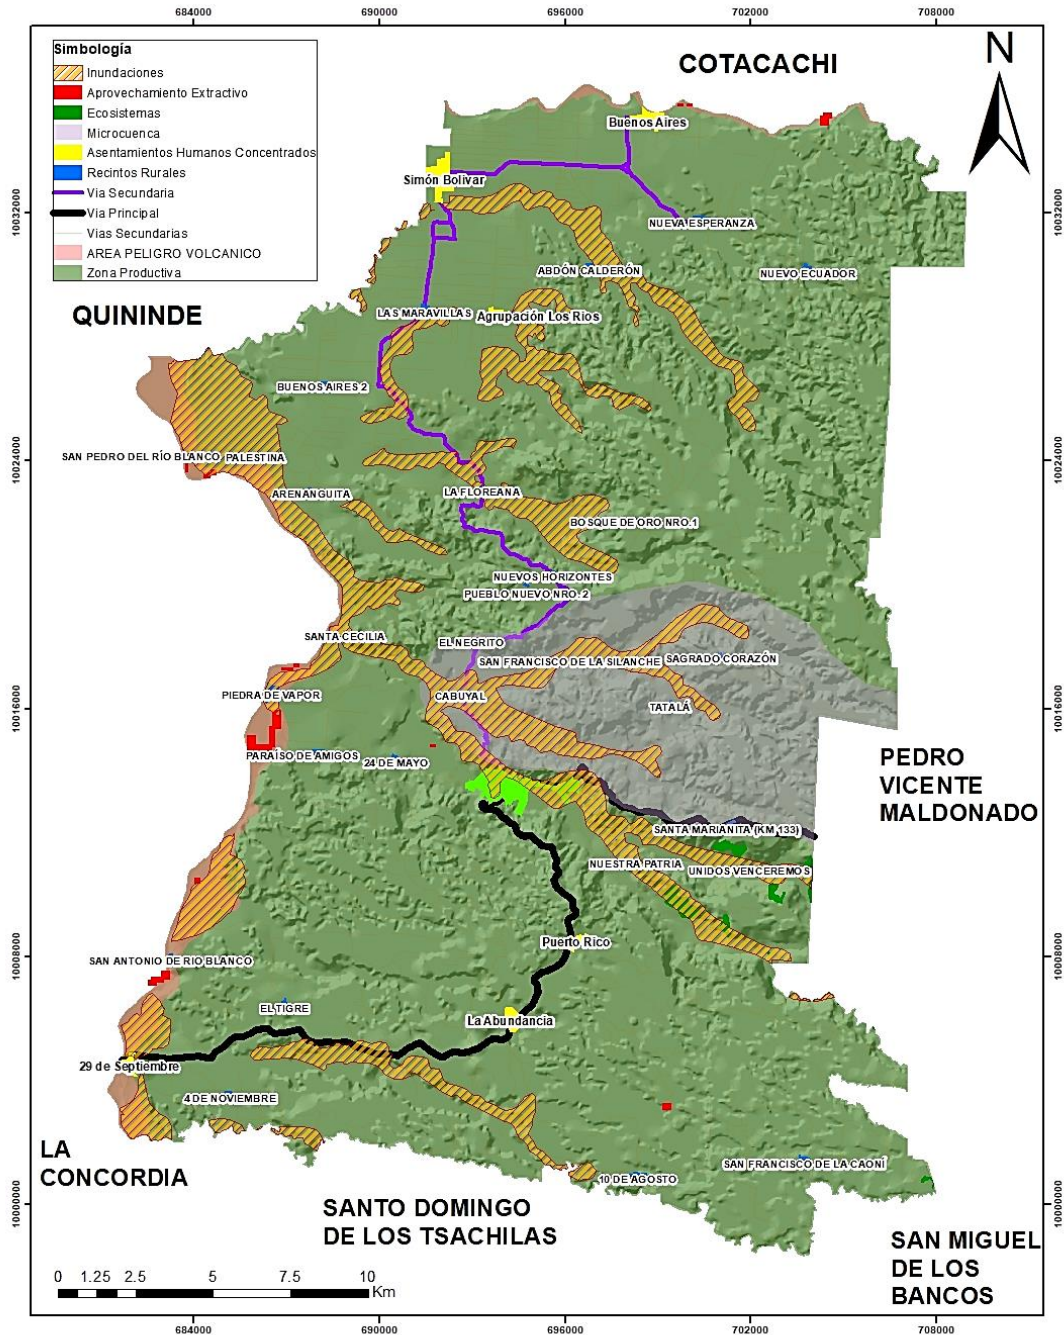 684000
690000
696000
702000
708000
Simbología
Inundaciones
Aprovechamiento Extractivo
Ecosistemas
Microcuenca
Asentamientos Humanos Concentrados
Recintos Rurales
Via Secundaria
Via Principal
Vias Secundarias
AREA PELIGRO VOLCANICO
Zona Productiva
COTACACHI
N
Buenos Aires
Simón Bolívar
10032000
10032000
NUEVA ESPERANZA
ABDÓN CALDERÓN
NUEVO ECUADOR
QUININDE
LAS MARAVILLAS
Agrupación Los Rios
BUENOS AIRES 2
SAN PEDRO DEL RÍO BLANCO
PALESTINA
10024000
10024000
ARENANGUITA
LA FLOREANA
BOSQUE DE ORO NRO.1
NUEVOS HORIZONTES
PUEBLO NUEVO NRO. 2
SANTA CECILIA
EL NEGRITO
SAN FRANCISCO DE LA SILANCHE
SAGRADO CORAZÓN
PIEDRA DE VAPOR
CABUYAL
TATALÁ
10016000
10016000
PARAÍSO DE AMIGOS
24 DE MAYO
PEDRO
VICENTE
MALDONADO
SANTA MARIANITA (KM 133)
NUESTRA PATRIA
UNIDOS VENCEREMOS
Puerto Rico
SAN ANTONIO DE RIO BLANCO
10008000
10008000
EL TIGRE
La Abundancia
29 de Septiembre
4 DE NOVIEMBRE
LA
CONCORDIA
SAN FRANCISCO DE LA CAONÍ
10 DE AGOSTO
10000000
10000000
SANTO DOMINGO
DE LOS TSACHILAS
SAN MIGUEL
DE LOS
BANCOS
0 1.25 2.5 5 7.5 10
Km
684000
690000
696000
702000
708000